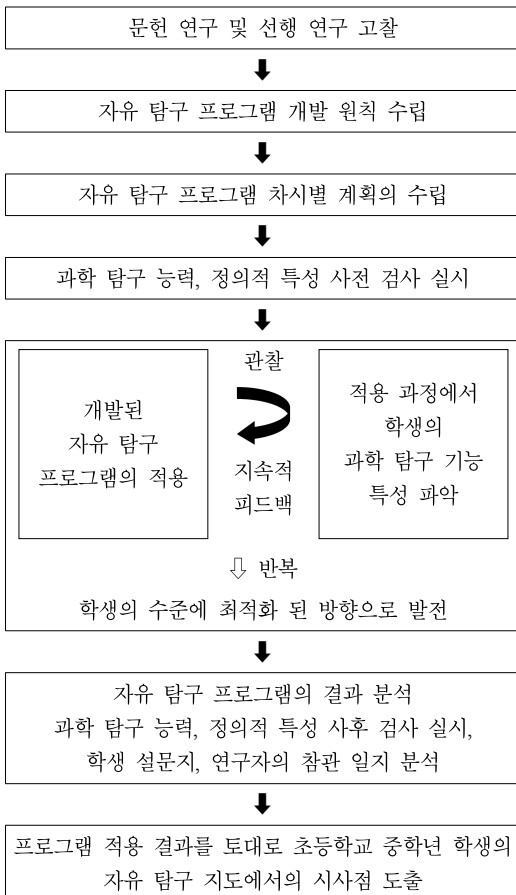 문헌 연구 및 선행 연구 고찰
자유 탐구 프로그램 개발 원칙 수립
자유 탐구 프로그램 차시별 계획의 수립
과학 탐구 능력, 정의적 특성 사전 검사 실시
개발된
자유 탐구
프로그램의 적용
관찰
지속적
피드백
적용 과정에서
학생의
과학 탐구 기능
특성 파악
반복
학생의 수준에 최적화 된 방향으로 발전
자유 탐구 프로그램의 결과 분석
과학 탐구 능력, 정의적 특성 사후 검사 실시,
학생 설문지, 연구자의 참관 일지 분석
프로그램 적용 결과를 토대로 초등학교 중학년 학생의
자유 탐구 지도에서의 시사점 도출